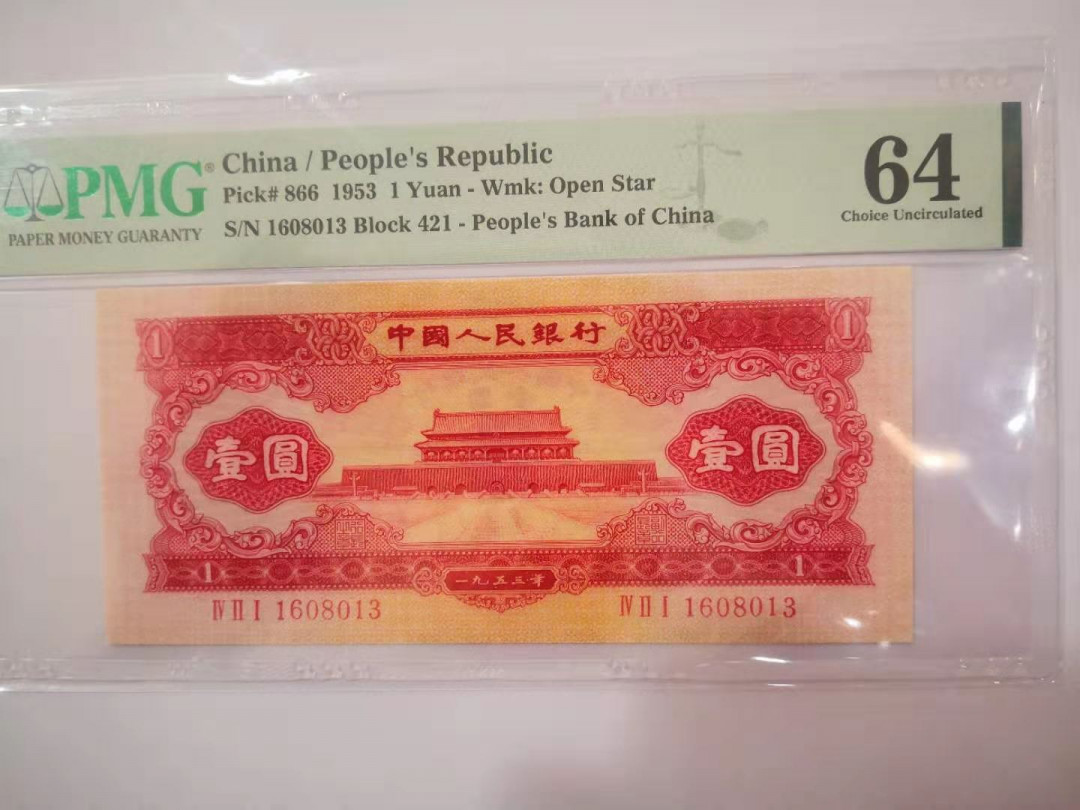 PMG®
PAPER MONEY GUARANTY
China / People's Republic
Pick# 866 1953 1 Yuan - Wmk: Open Star
S/N 1608013 Block 421 - People's Bank of China
64
Choice Uncirculated
1 中國人民銀行 1
壹圓 壹圓
1 一九五三年 1
IV II I 1608013 IV II I 1608013